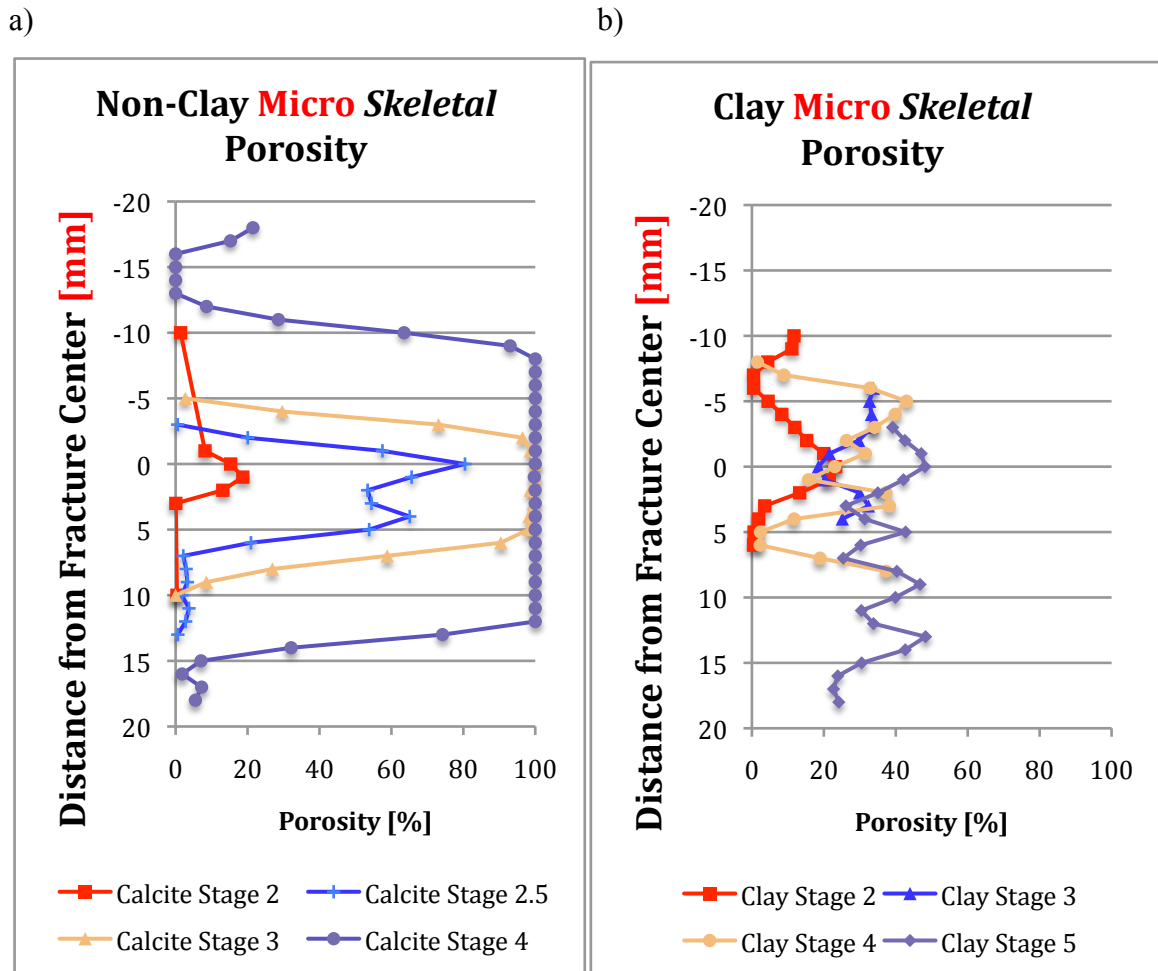 a)
b)
Non-Clay Micro Skeletal
Porosity
Distance from Fracture Center [mm]
-20
-15
-10
-5
0
5
10
15
20
0 20 40 60 80 100
Porosity [%]
Calcite Stage 2
Calcite Stage 2.5
Calcite Stage 3
Calcite Stage 4
Clay Micro Skeletal
Porosity
Distance from Fracture Center [mm]
-20
-15
-10
-5
0
5
10
15
20
0 20 40 60 80 100
Porosity [%]
Clay Stage 2
Clay Stage 3
Clay Stage 4
Clay Stage 5